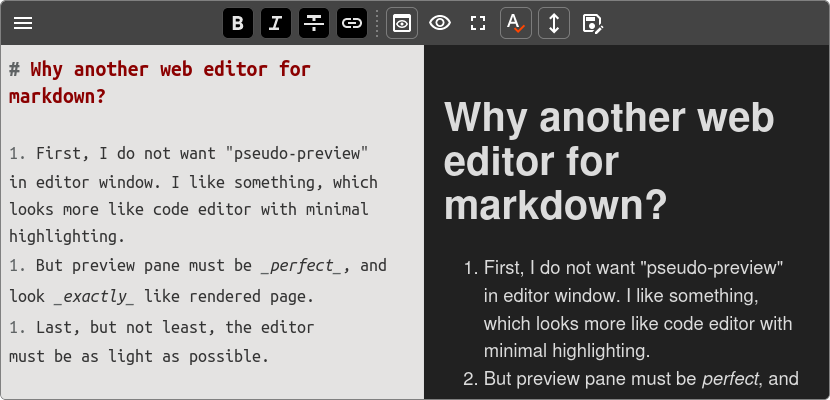 B I T
# Why another web editor for
markdown?
1. First, I do not want "pseudo-preview"
in editor window. I like something, which
looks more like code editor with minimal
highlighting.
1. But preview pane must be _perfect_, and
look _exactly_ like rendered page.
1. Last, but not least, the editor
must be as light as possible.
Why another web
editor for
markdown?
1. First, I do not want "pseudo-preview"
in editor window. I like something,
which looks more like code editor with
minimal highlighting.
2. But preview pane must be perfect, and